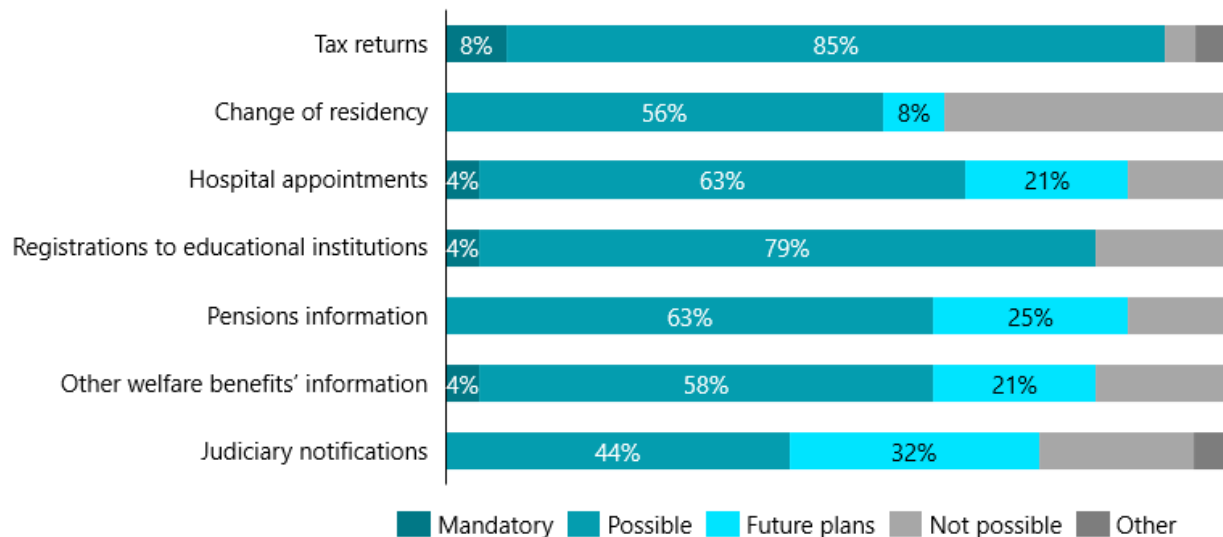 Tax returns 8% 85%
Change of residency 56% 8%
Hospital appointments 4% 63% 21%
Registrations to educational institutions 4% 79%
Pensions information 63% 25%
Other welfare benefits’ information 4% 58% 21%
Judiciary notifications 44% 32%
Mandatory Possible Future plans Not possible Other